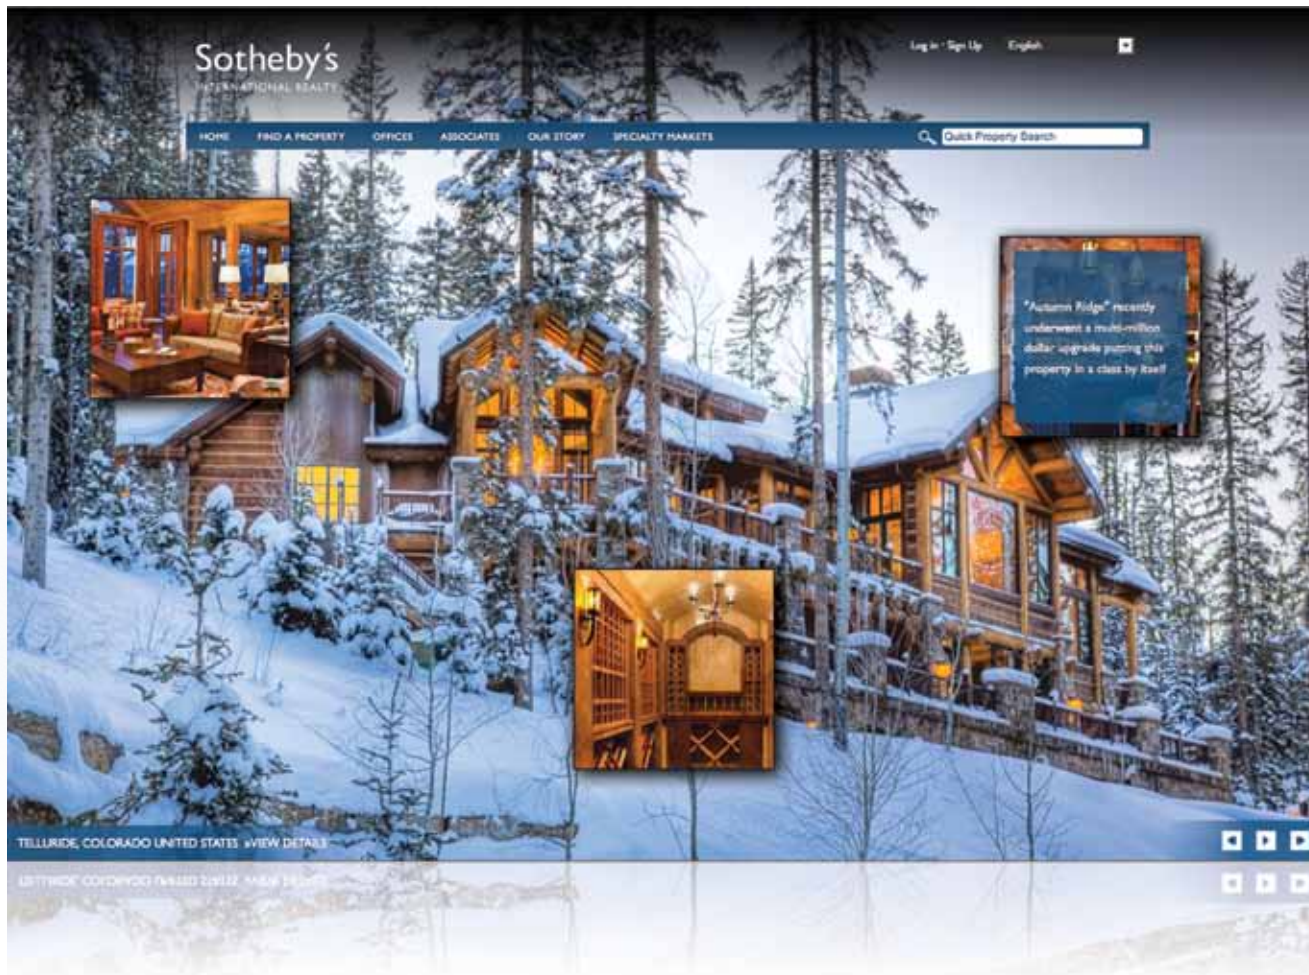 Sotheby's
INTERNATIONAL REALTY
Log in · Sign Up English
HOME FIND A PROPERTY OFFICES ASSOCIATES OUR STORY SPECIALTY MARKETS
Quick Property Search
"Autumn Ridge" recently
underwent a multi-million
dollar upgrade putting this
property in a class by itself
TELLURIDE, COLORADO UNITED STATES »VIEW DETAILS